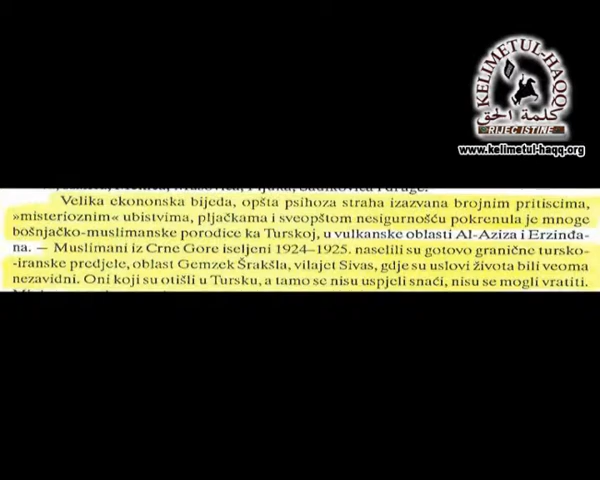 KELIMETUL-HAQQ
كلمة الحق
RIJEC ISTINE
www.kelimetul-haqq.org
Velika ekononska bijeda, opšta psihoza straha izazvana brojnim pritiscima,
»misterioznim« ubistvima, pljačkama i sveopštom nesigurnošću pokrenula je mnoge
bošnjačko-muslimanske porodice ka Turskoj, u vulkanske oblasti Al-Aziza i Erzinđa-
na. — Muslimani iz Crne Gore iseljeni 1924–1925. naselili su gotovo granične tursko-
-iranske predjele, oblast Gemzek Šrakšla, vilajet Sivas, gdje su uslovi života bili veoma
nezavidni. Oni koji su otišli u Tursku, a tamo se nisu uspjeli snaći, nisu se mogli vratiti.